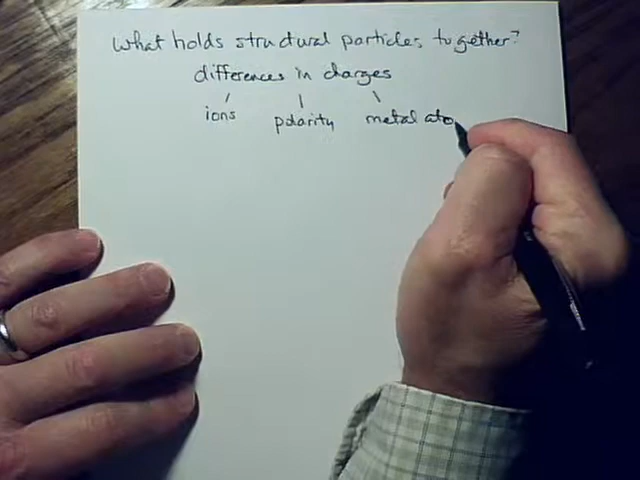 What holds structural particles together?
differences in charges
ions polarity metal ato